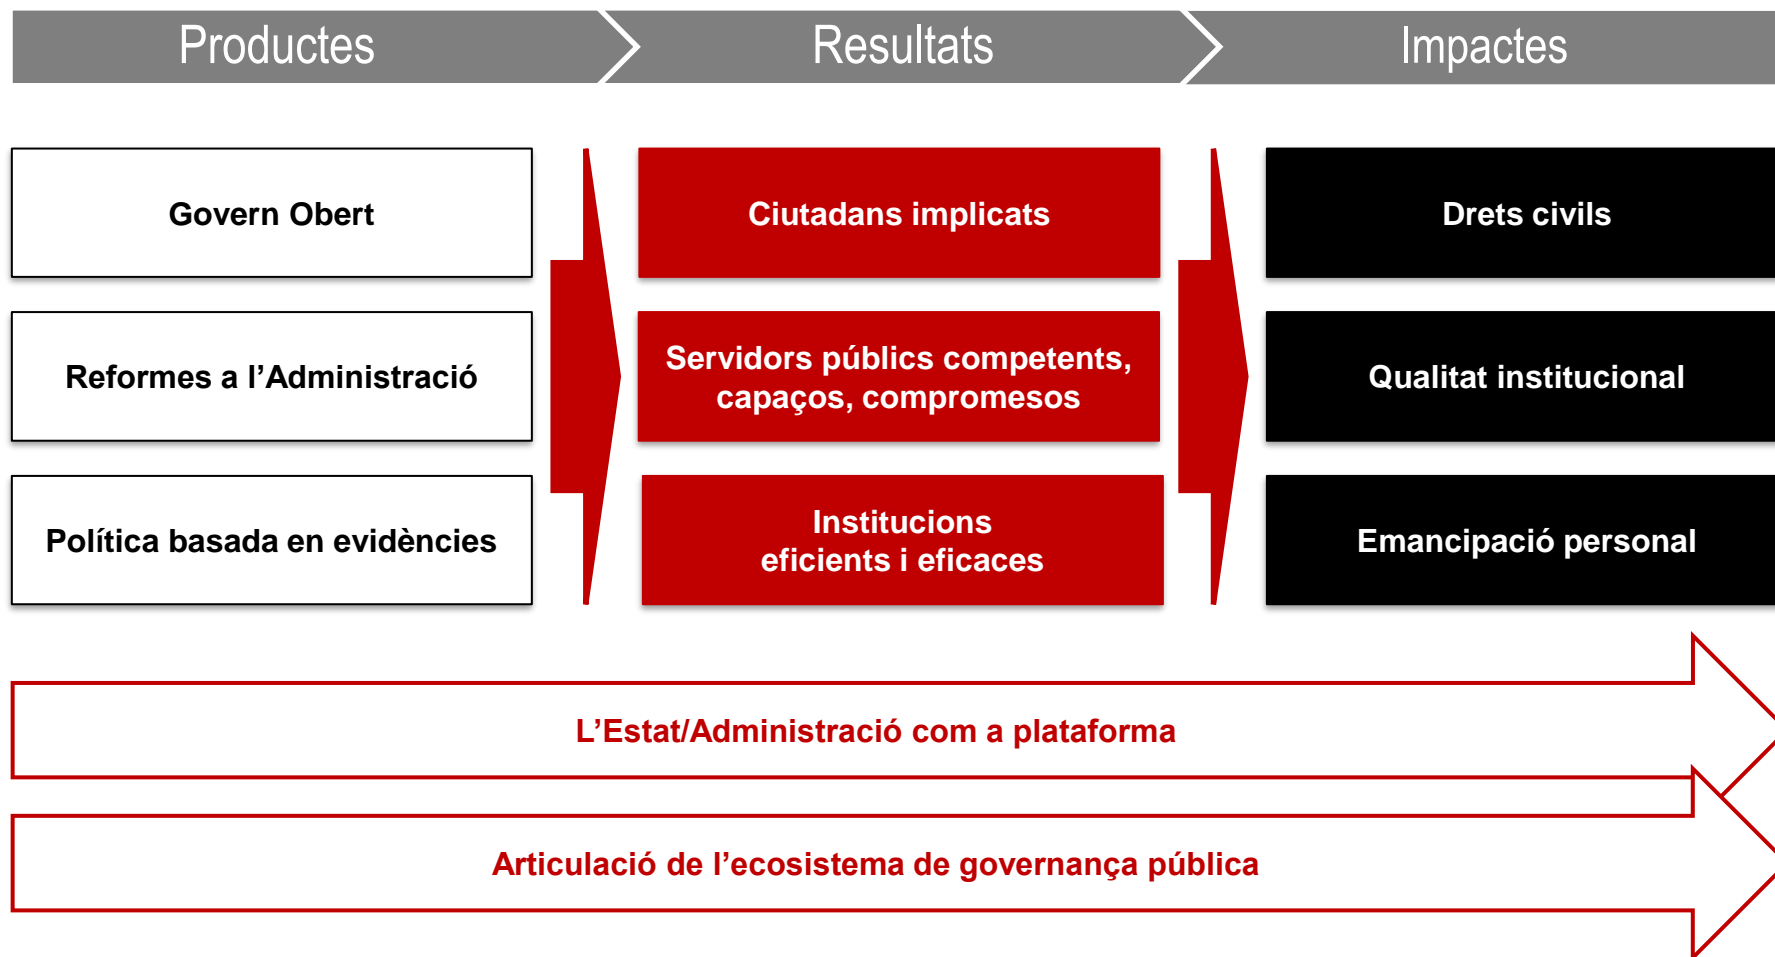 Productes
Resultats
Impactes
Govern Obert
Ciutadans implicats
Drets civils
Reformes a l’Administració
Servidors públics competents,
capaços, compromesos
Qualitat institucional
Política basada en evidències
Institucions
eficients i eficaces
Emancipació personal
L’Estat/Administració com a plataforma
Articulació de l’ecosistema de governança pública